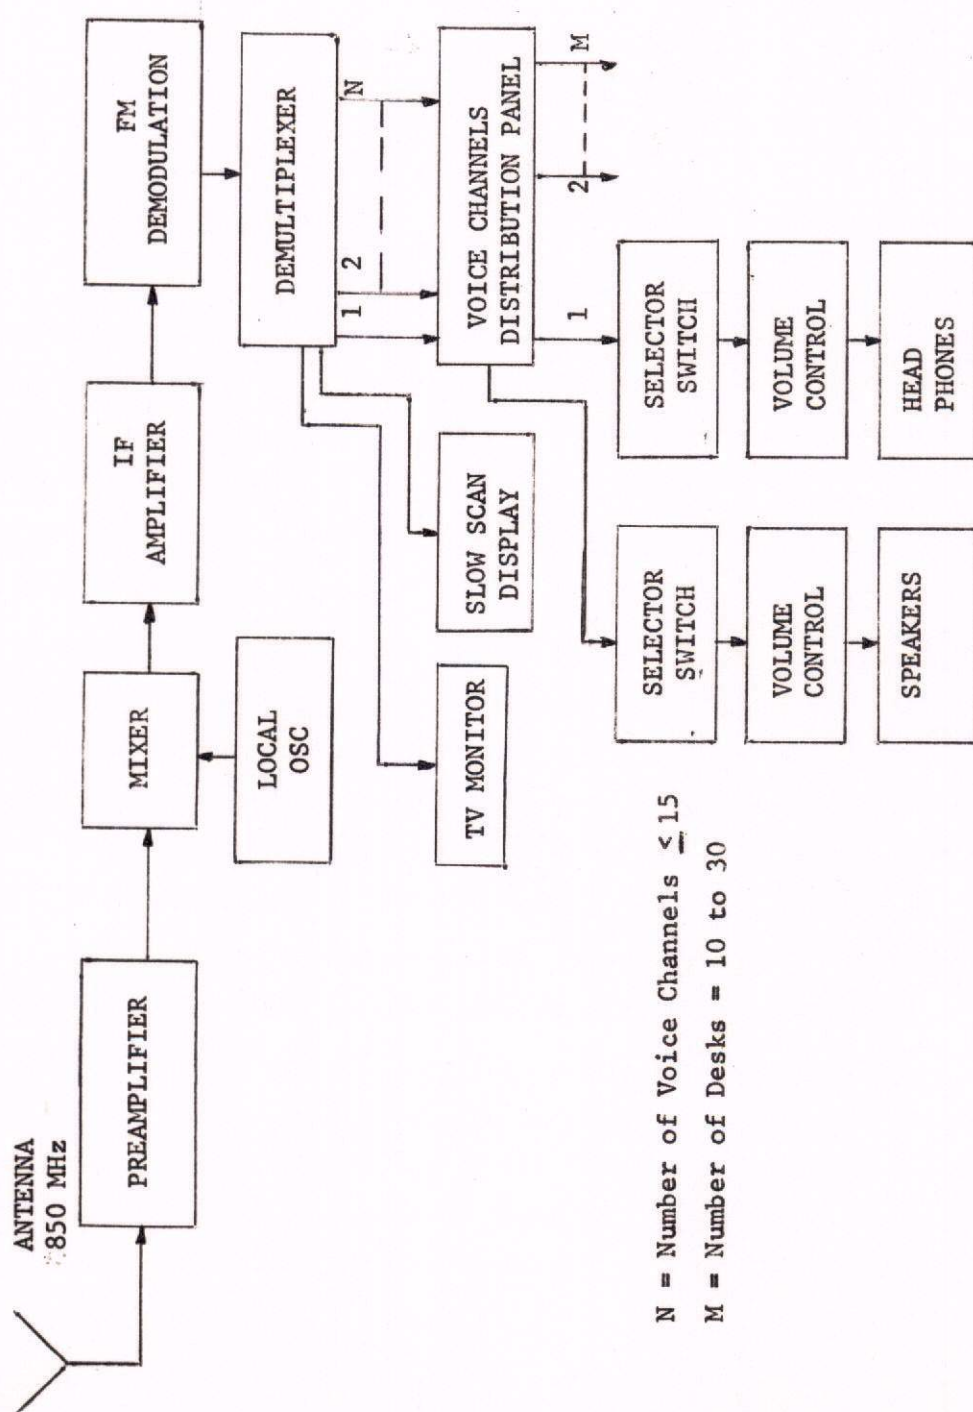 ANTENNA
850 MHz
PREAMPLIFIER
MIXER
LOCAL
OSC
IF
AMPLIFIER
FM
DEMODULATION
DEMULTIPLEXER
1
2
N
TV MONITOR
SLOW SCAN
DISPLAY
VOICE CHANNELS
DISTRIBUTION PANEL
1
2
M
SELECTOR
SWITCH
VOLUME
CONTROL
SPEAKERS
SELECTOR
SWITCH
VOLUME
CONTROL
HEAD
PHONES
N = Number of Voice Channels ≤ 15
M = Number of Desks = 10 to 30